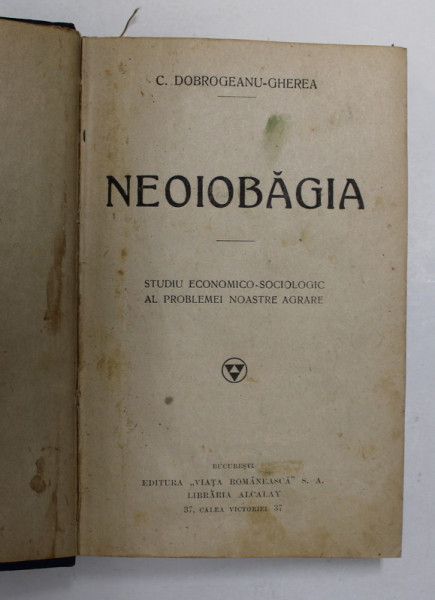 C. DOBROGEANU-GHEREA
NEOIOBĂGIA
STUDIU ECONOMICO-SOCIOLOGIC
AL PROBLEMEI NOASTRE AGRARE
BUCUREȘTI
EDITURA „VIAȚA ROMÂNEASCĂ" S. A.
LIBRĂRIA ALCALAY
37, CALEA VICTORIEI 37